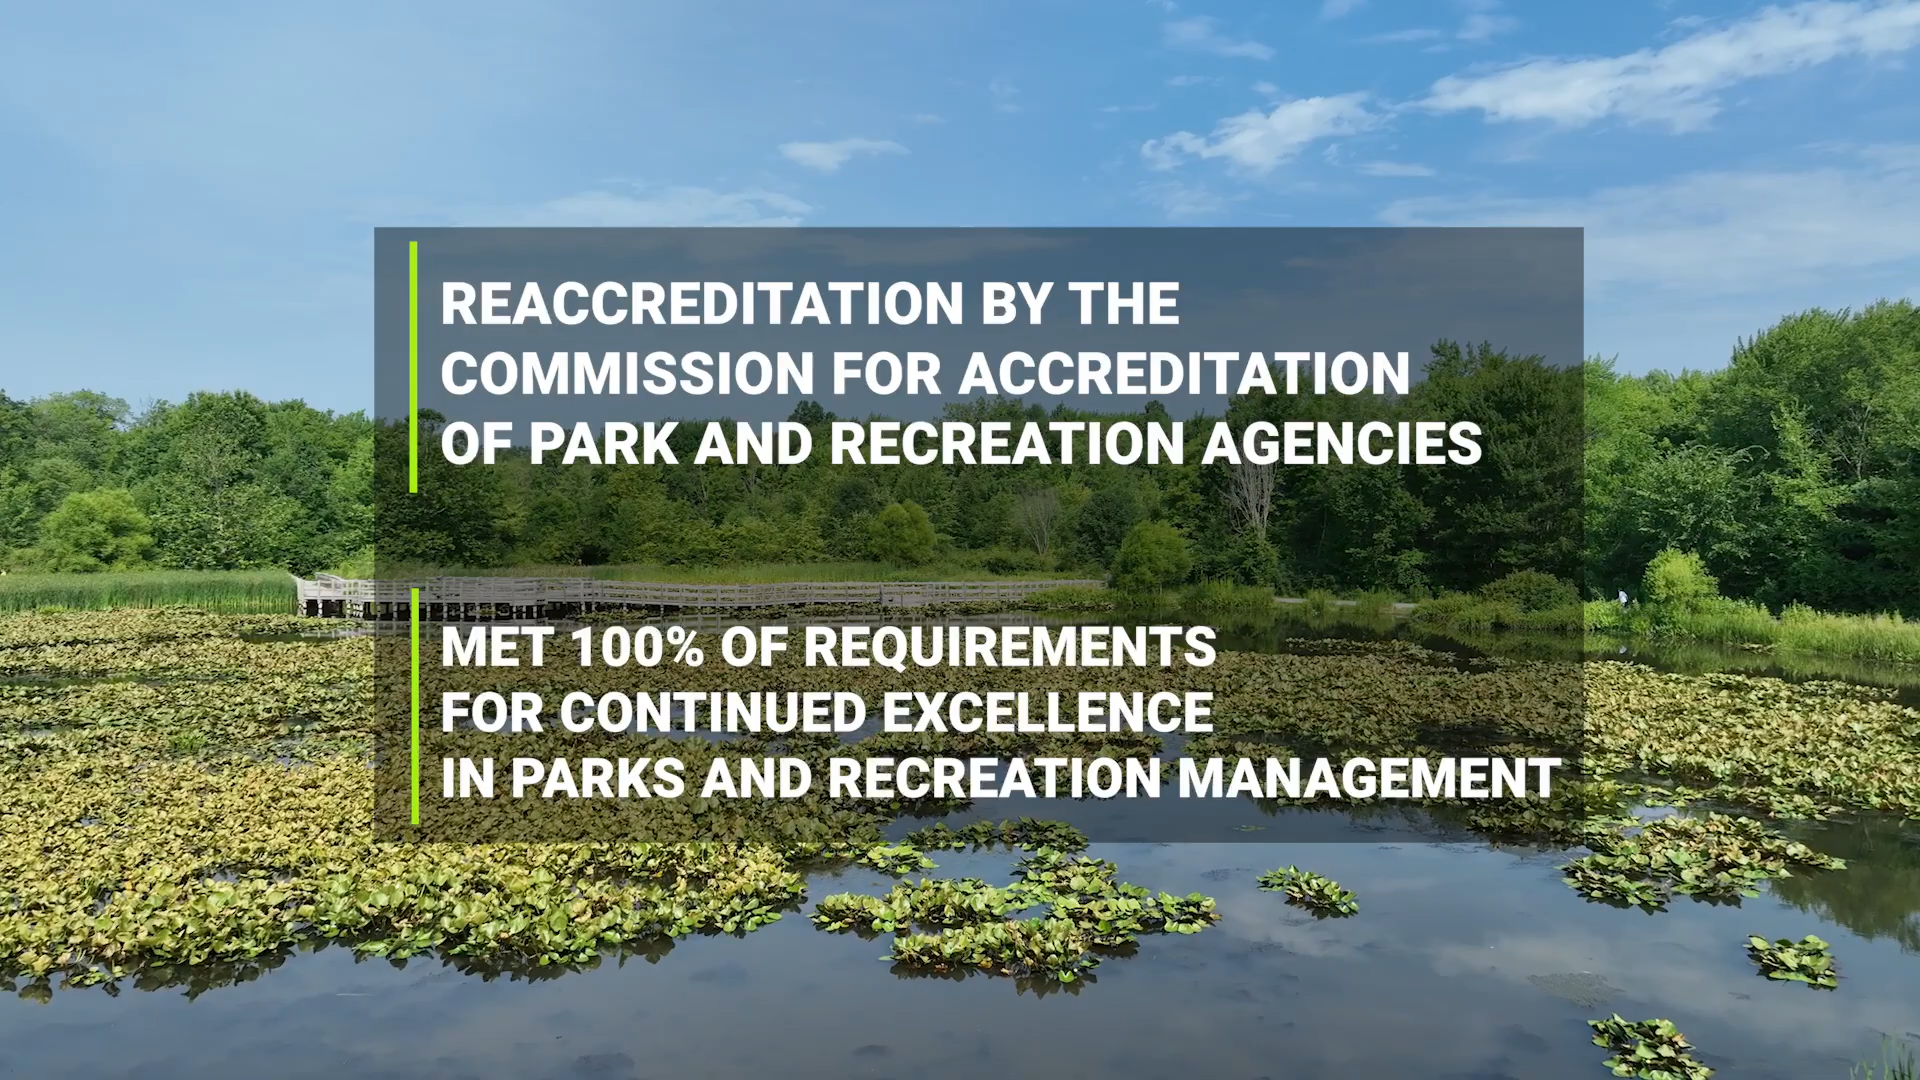 REACCREDITATION BY THE
COMMISSION FOR ACCREDITATION
OF PARK AND RECREATION AGENCIES
MET 100% OF REQUIREMENTS
FOR CONTINUED EXCELLENCE
IN PARKS AND RECREATION MANAGEMENT